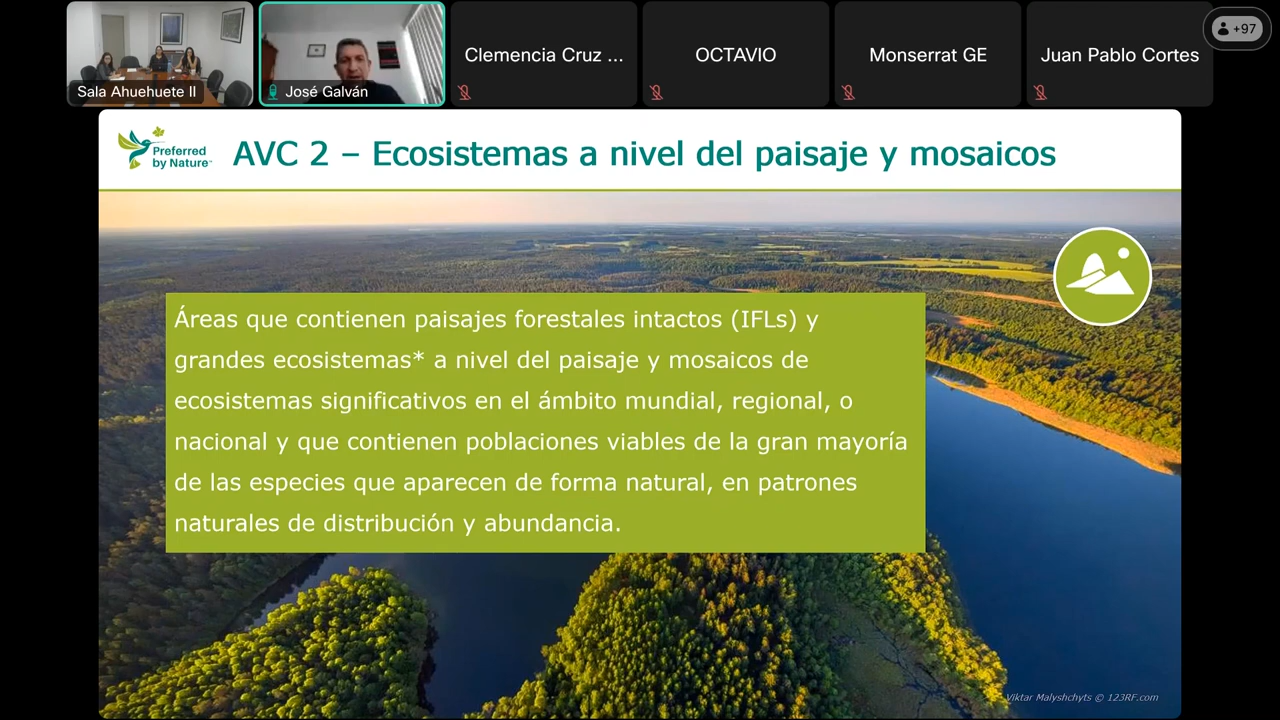 +97
Sala Ahuehuete II
José Galván
Clemencia Cruz ...
OCTAVIO
Monserrat GE
Juan Pablo Cortes
Preferred
by Nature™
AVC 2 – Ecosistemas a nivel del paisaje y mosaicos
Áreas que contienen paisajes forestales intactos (IFLs) y
grandes ecosistemas* a nivel del paisaje y mosaicos de
ecosistemas significativos en el ámbito mundial, regional, o
nacional y que contienen poblaciones viables de la gran mayoría
de las especies que aparecen de forma natural, en patrones
naturales de distribución y abundancia.
Viktar Malyshchyts © 123RF.com